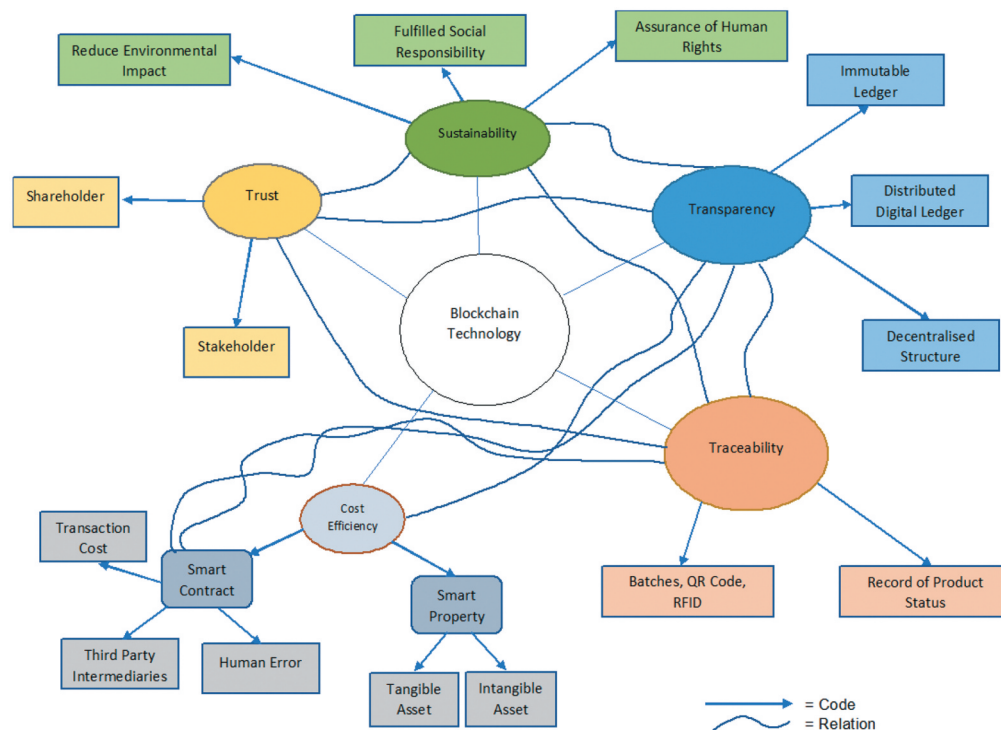 Reduce Environmental
Impact
Fulfilled Social
Responsibility
Assurance of Human
Rights
Immutable
Ledger
Sustainability
Shareholder
Trust
Transparency
Distributed
Digital Ledger
Blockchain
Technology
Stakeholder
Decentralised
Structure
Traceability
Cost
Efficiency
Transaction
Cost
Smart
Contract
Smart
Property
Batches, QR Code,
RFID
Record of Product
Status
Third Party
Intermediaries
Human Error
Tangible
Asset
Intangible
Asset
= Code
= Relation